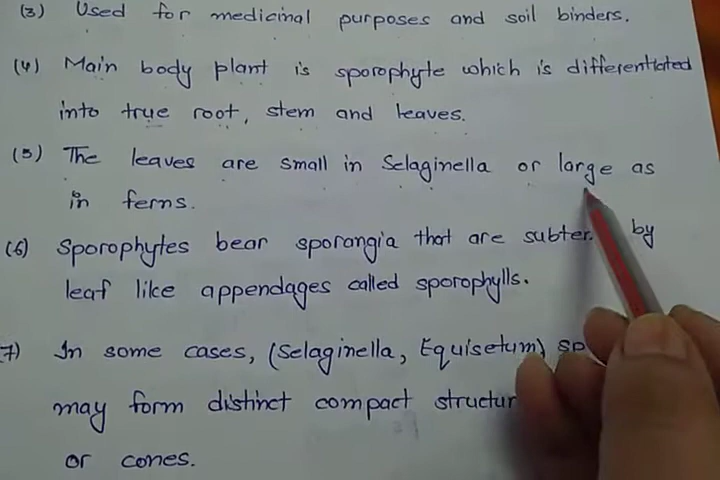 (3) Used for medicinal purposes and soil binders.
(4) Main body plant is sporophyte which is differentiated
into true root, stem and leaves.
(5) The leaves are small in Selaginella or large as
in ferns.
(6) Sporophytes bear sporangia that are subten by
leaf like appendages called sporophylls.
7) In some cases, (Selaginella, Equisetum) sp
may form distinct compact structur
or cones.